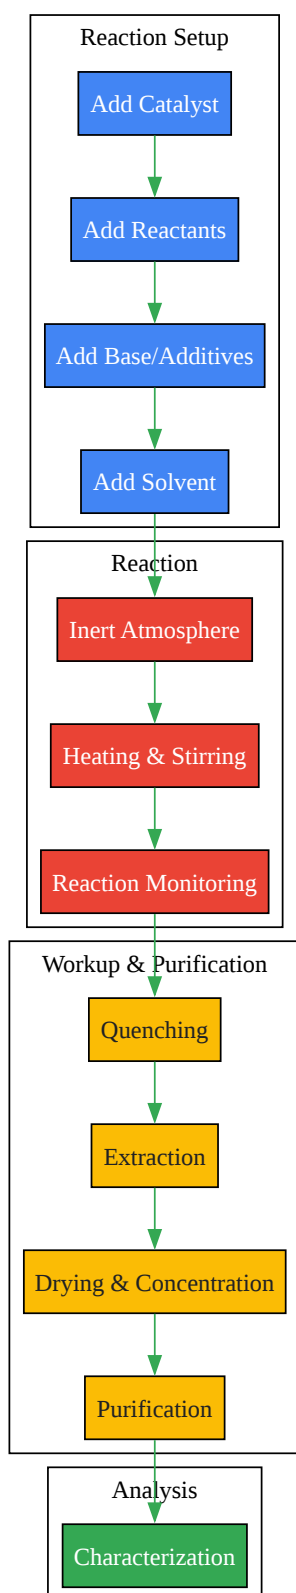 Reaction Setup
Add Catalyst
Add Reactants
Add Base/Additives
Add Solvent
Reaction
Inert Atmosphere
Heating & Stirring
Reaction Monitoring
Workup & Purification
Quenching
Extraction
Drying & Concentration
Purification
Analysis
Characterization